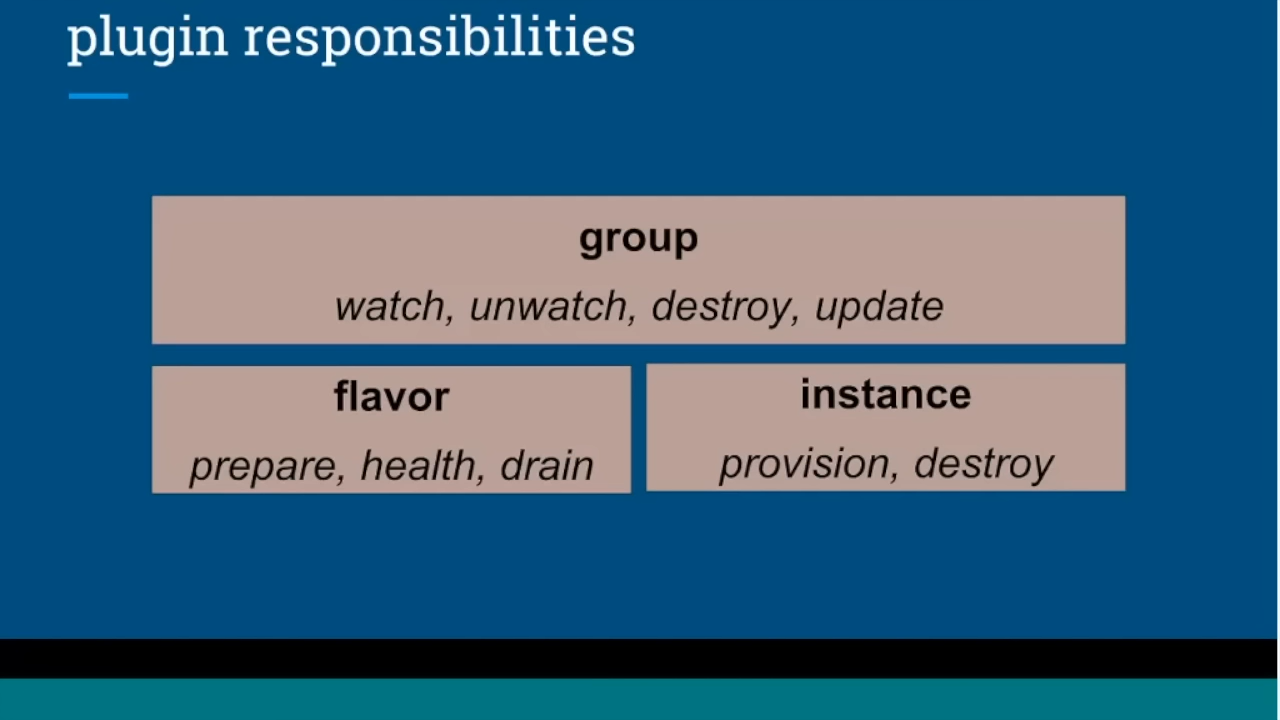 plugin responsibilities
group
watch, unwatch, destroy, update
flavor
prepare, health, drain
instance
provision, destroy